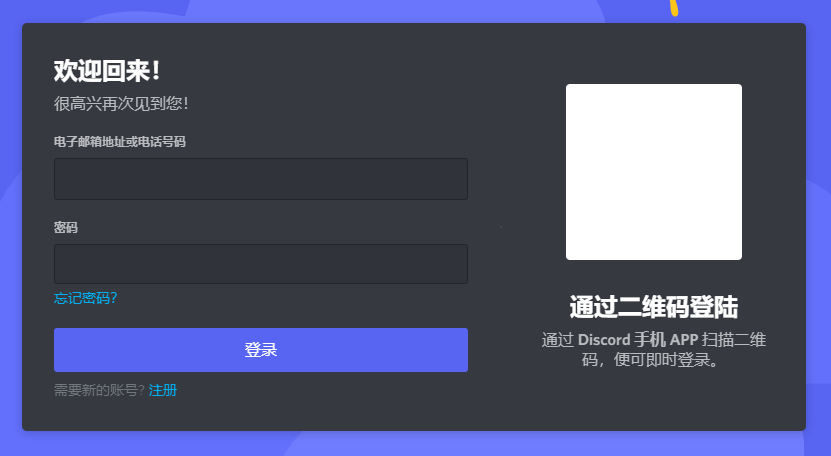 欢迎回来！
很高兴再次见到您！
电子邮箱地址或电话号码
密码
忘记密码？
登录
需要新的账号? 注册
通过二维码登陆
通过 Discord 手机 APP 扫描二维
码，便可即时登录。